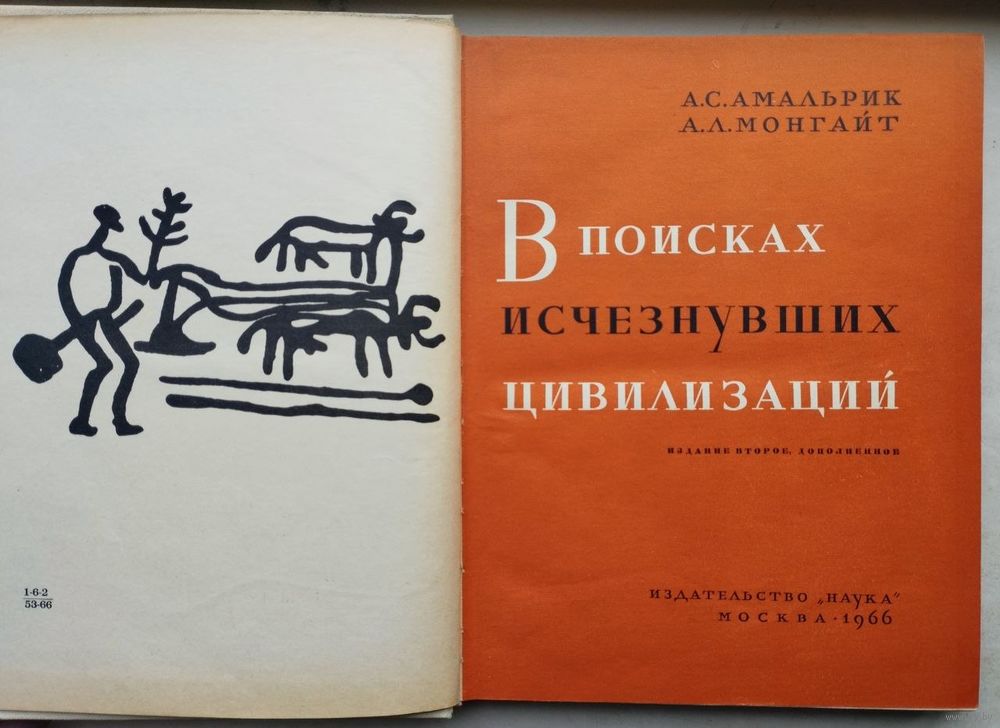 1-6-2
53-66
А.С.АМАЛЬРИК
А.Л.МОНГАЙТ
В ПОИСКАХ
ИСЧЕЗНУВШИХ
ЦИВИЛИЗАЦИЙ
ИЗДАНИЕ ВТОРОЕ, ДОПОЛНЕННОЕ
ИЗДАТЕЛЬСТВО „НАУКА“
МОСКВА · 1966